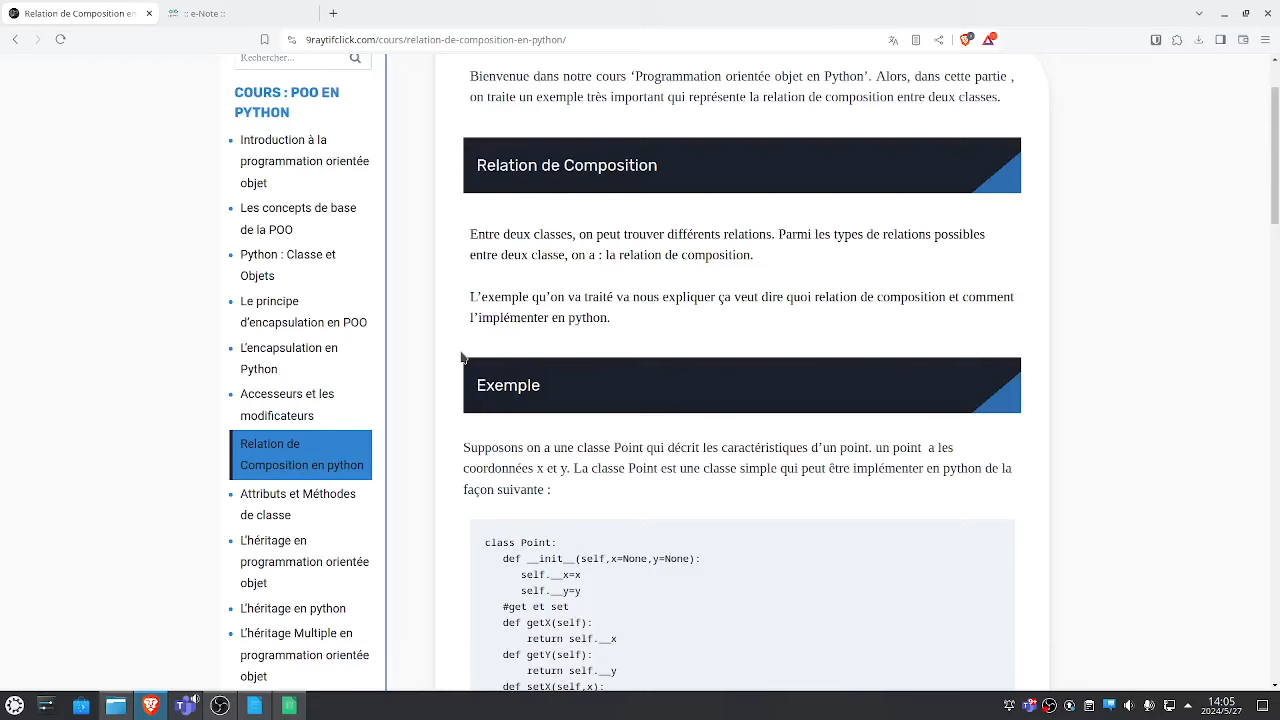 Relation de Composition en
:: e-Note ::
9raytifclick.com/cours/relation-de-composition-en-python/
Rechercher...
COURS : POO EN
PYTHON
Introduction à la
programmation orientée
objet
Les concepts de base
de la POO
Python : Classe et
Objets
Le principe
d’encapsulation en POO
L’encapsulation en
Python
Accesseurs et les
modificateurs
Relation de
Composition en python
Attributs et Méthodes
de classe
L’héritage en
programmation orientée
objet
L’héritage en python
L’héritage Multiple en
programmation orientée
objet
Bienvenue dans notre cours ‘Programmation orientée objet en Python’. Alors, dans cette partie ,
on traite un exemple très important qui représente la relation de composition entre deux classes.
Relation de Composition
Entre deux classes, on peut trouver différents relations. Parmi les types de relations possibles
entre deux classe, on a : la relation de composition.
L’exemple qu’on va traité va nous expliquer ça veut dire quoi relation de composition et comment
l’implémenter en python.
Exemple
Supposons on a une classe Point qui décrit les caractéristiques d’un point. un point  a les
coordonnées x et y. La classe Point est une classe simple qui peut être implémenter en python de la
façon suivante :
class Point:
def __init__(self,x=None,y=None):
self.__x=x
self.__y=y
#get et set
def getX(self):
return self.__x
def getY(self):
return self.__y
def setX(self,x):
14:05
2024/5/27